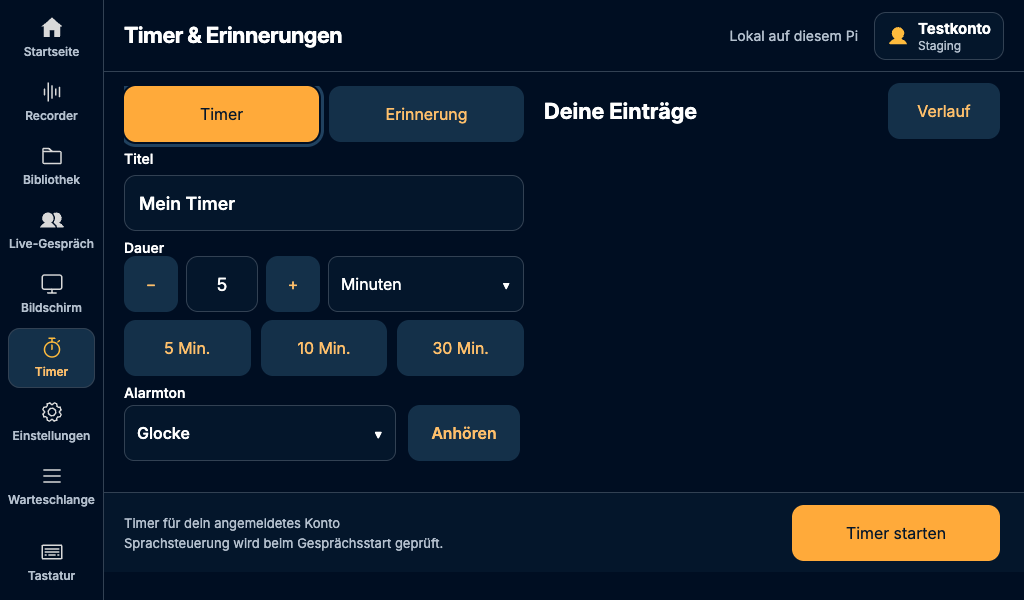 Startseite
Recorder
Bibliothek
Live-Gespräch
Bildschirm
Timer
Einstellungen
Warteschlange
Tastatur
Timer & Erinnerungen
Lokal auf diesem Pi
Testkonto
Staging
Timer
Erinnerung
Titel
Mein Timer
Dauer
−
5
+
Minuten
5 Min.
10 Min.
30 Min.
Alarmton
Glocke
Anhören
Deine Einträge
Verlauf
Timer für dein angemeldetes Konto
Sprachsteuerung wird beim Gesprächsstart geprüft.
Timer starten